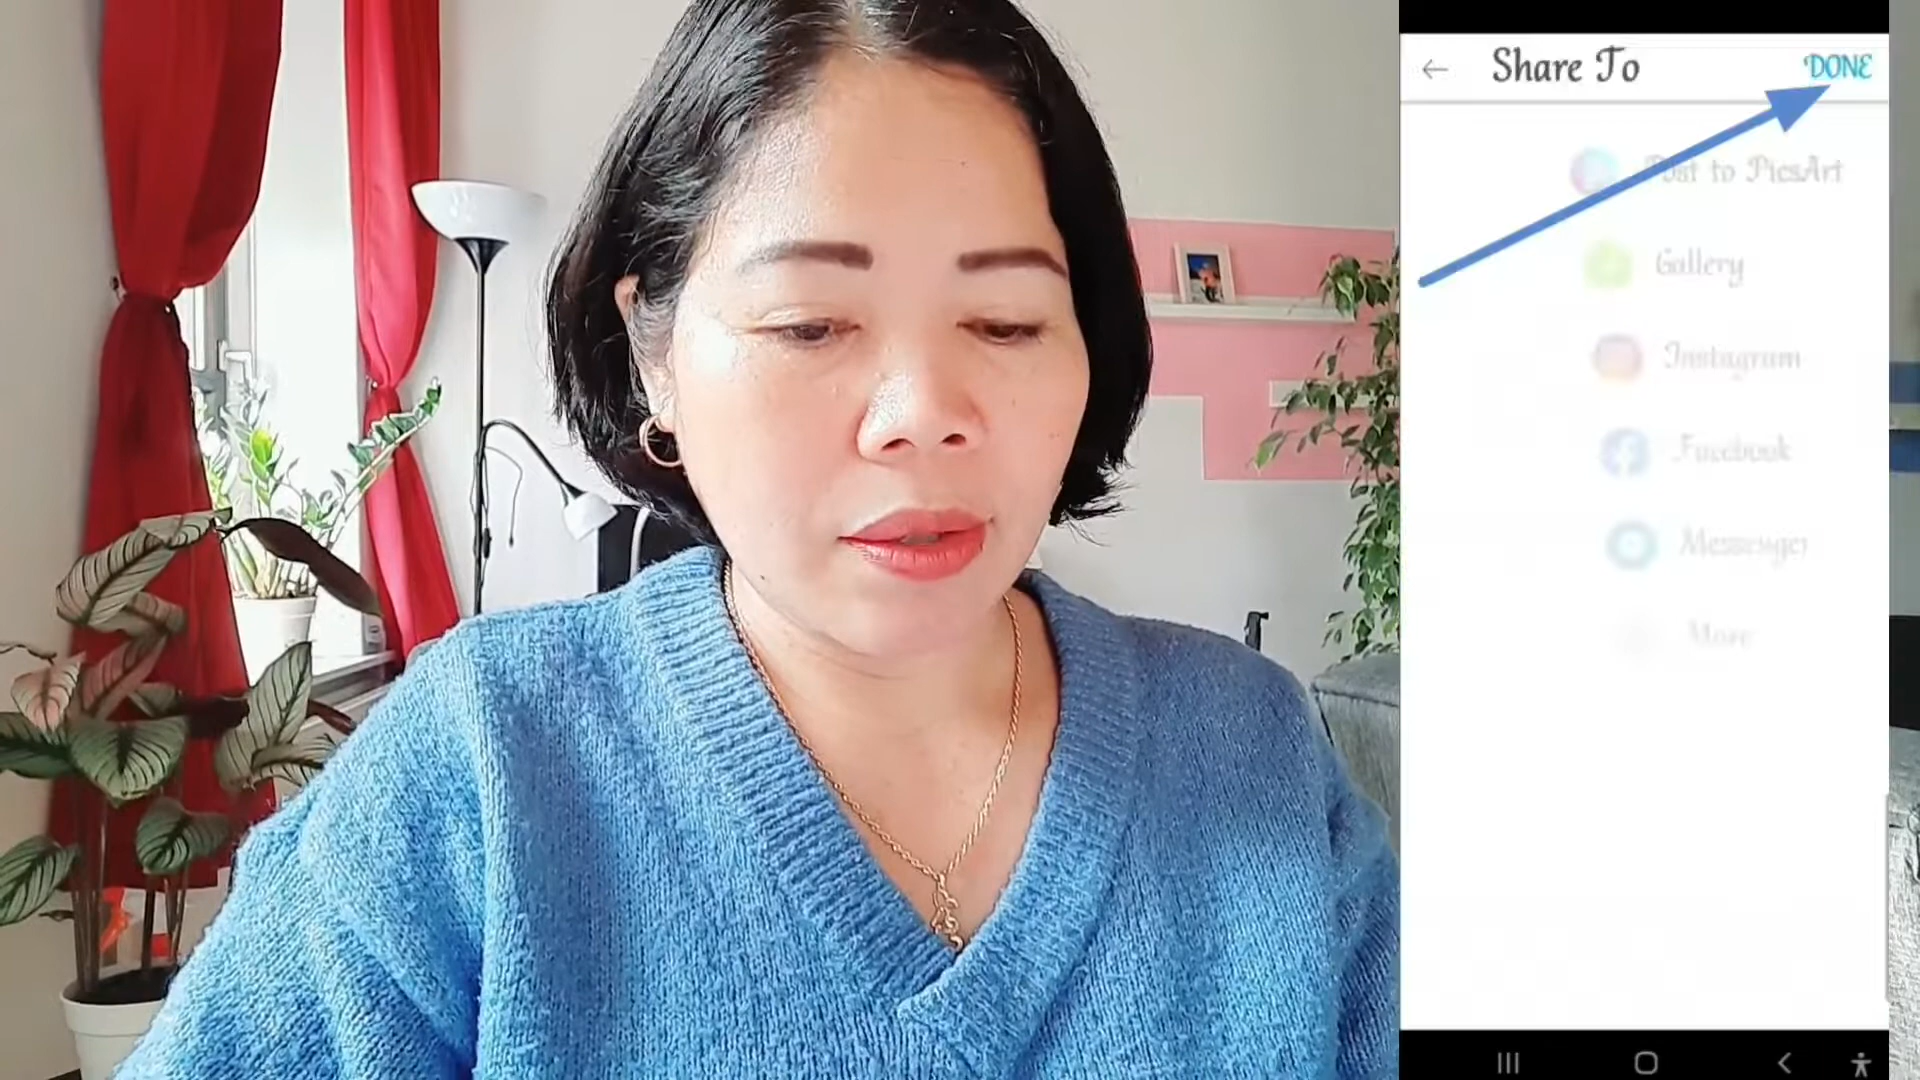 Share To
DONE
Post to PicsArt
Gallery
Instagram
Facebook
Messenger
More